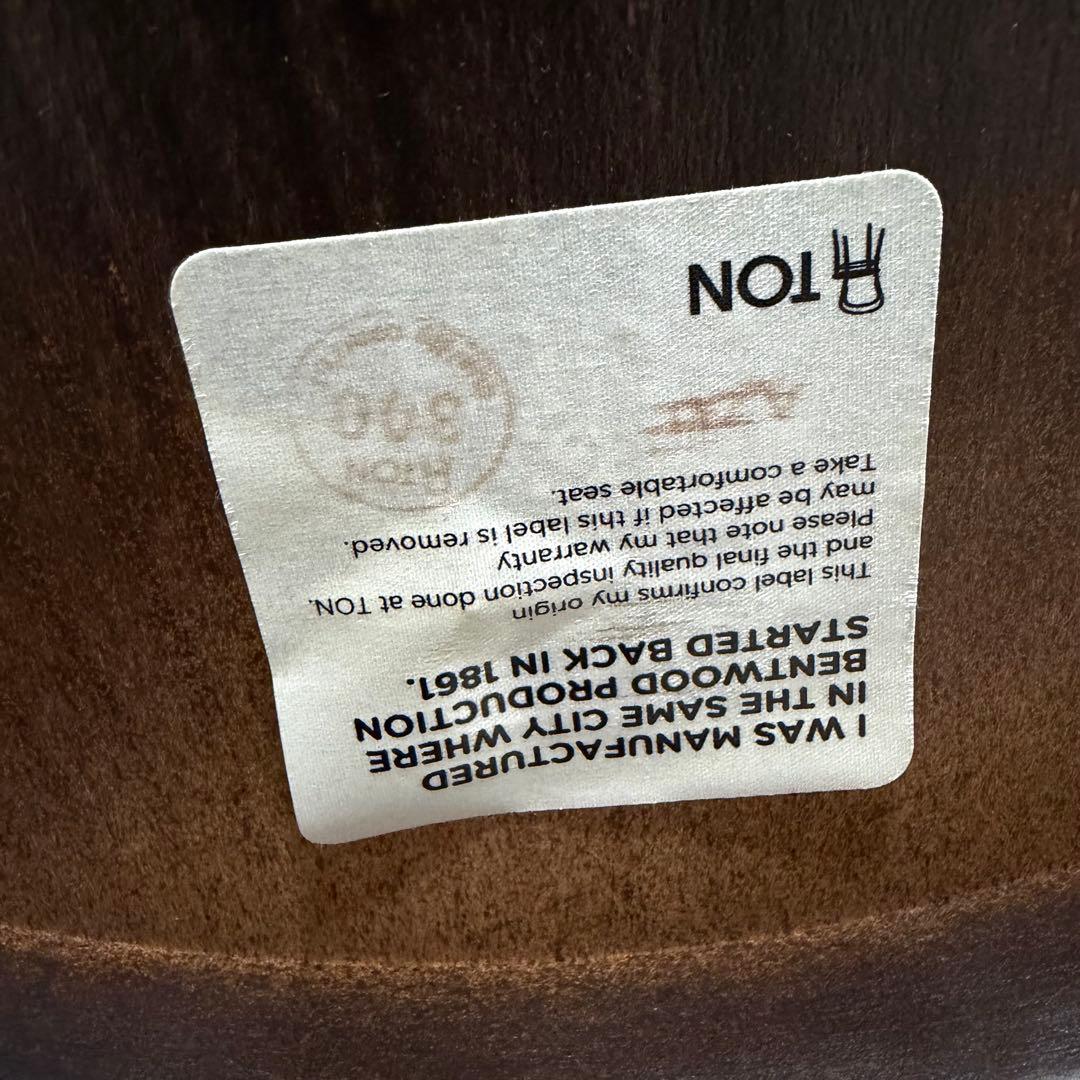 I WAS MANUFACTURED
IN THE SAME CITY WHERE
BENTWOOD PRODUCTION
STARTED BACK IN 1861.
This label confirms my origin
and the final quality inspection done at TON.
Please note that my warranty
may be affected if this label is removed.
Take a comfortable seat.
TON
390
TON